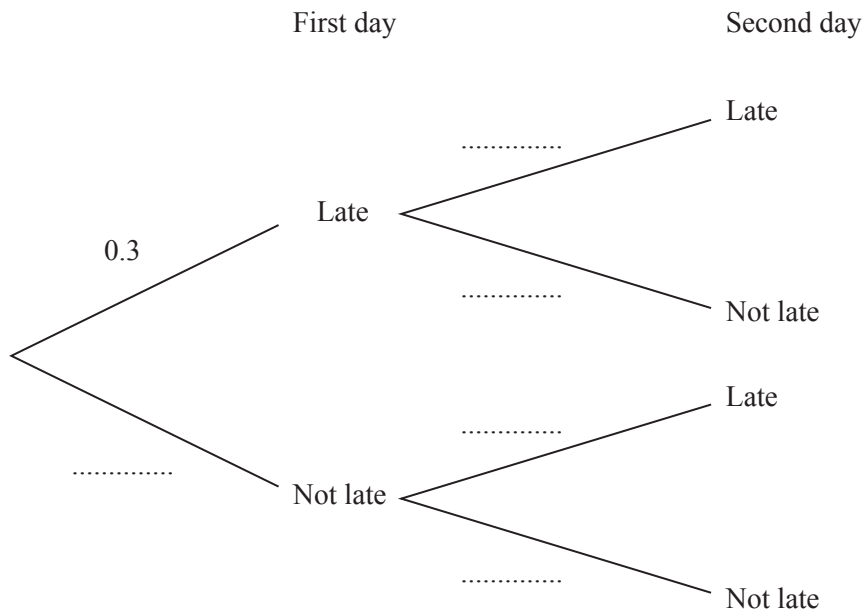 First day Second day
Late
..............
Late
0.3
..............
Not late
Late
..............
..............
Not late
..............
Not late